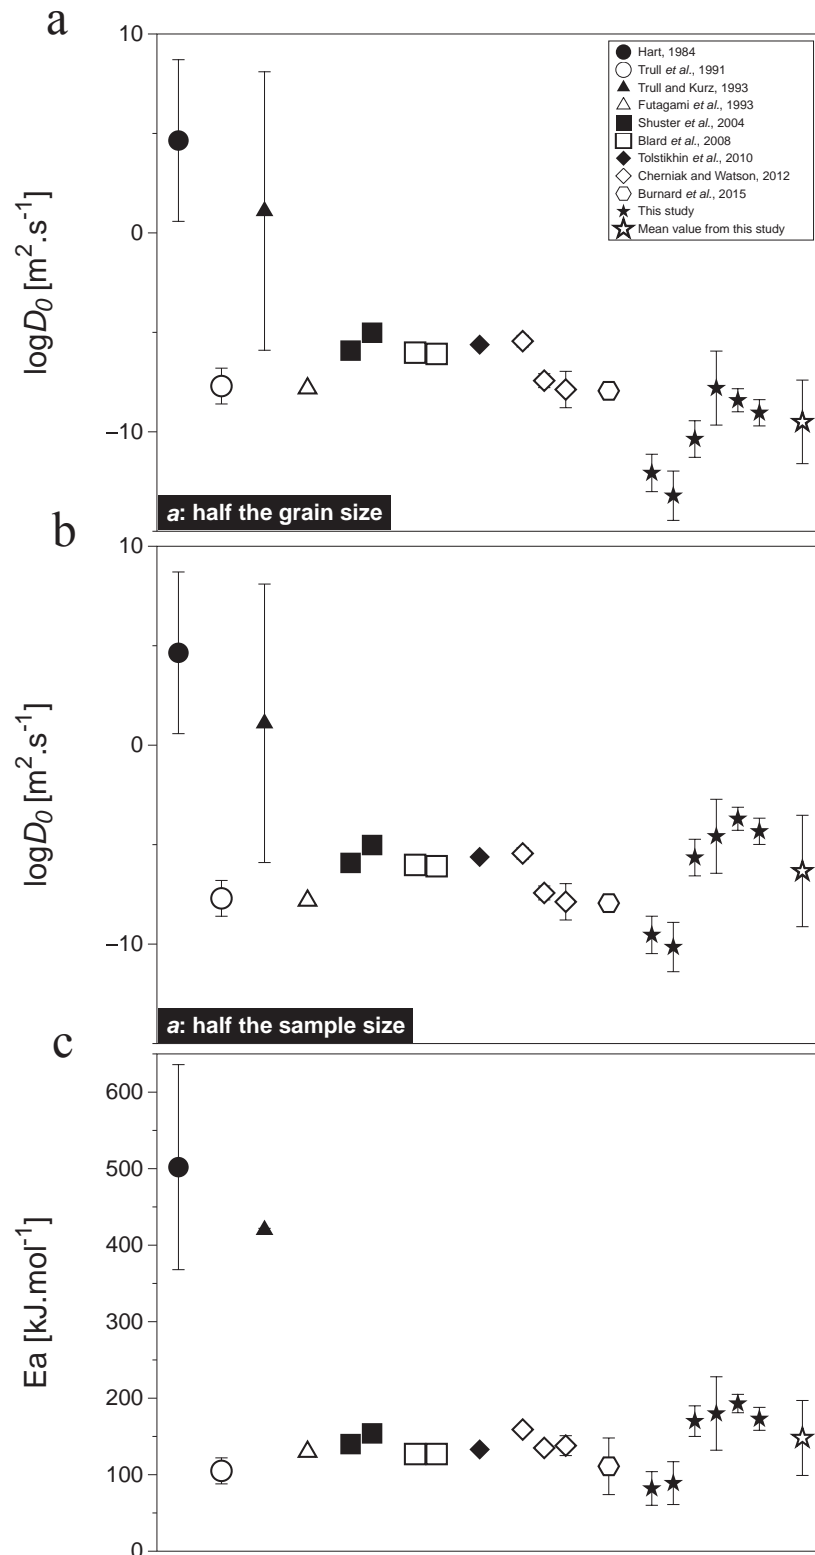 a
10
0
−10
logD0 [m2.s-1]
Hart, 1984
Trull et al., 1991
Trull and Kurz, 1993
Futagami et al., 1993
Shuster et al., 2004
Blard et al., 2008
Tolstikhin et al., 2010
Cherniak and Watson, 2012
Burnard et al., 2015
This study
Mean value from this study
a: half the grain size
b
10
0
−10
logD0 [m2.s-1]
a: half the sample size
c
600
500
400
300
200
100
0
Ea [kJ.mol-1]